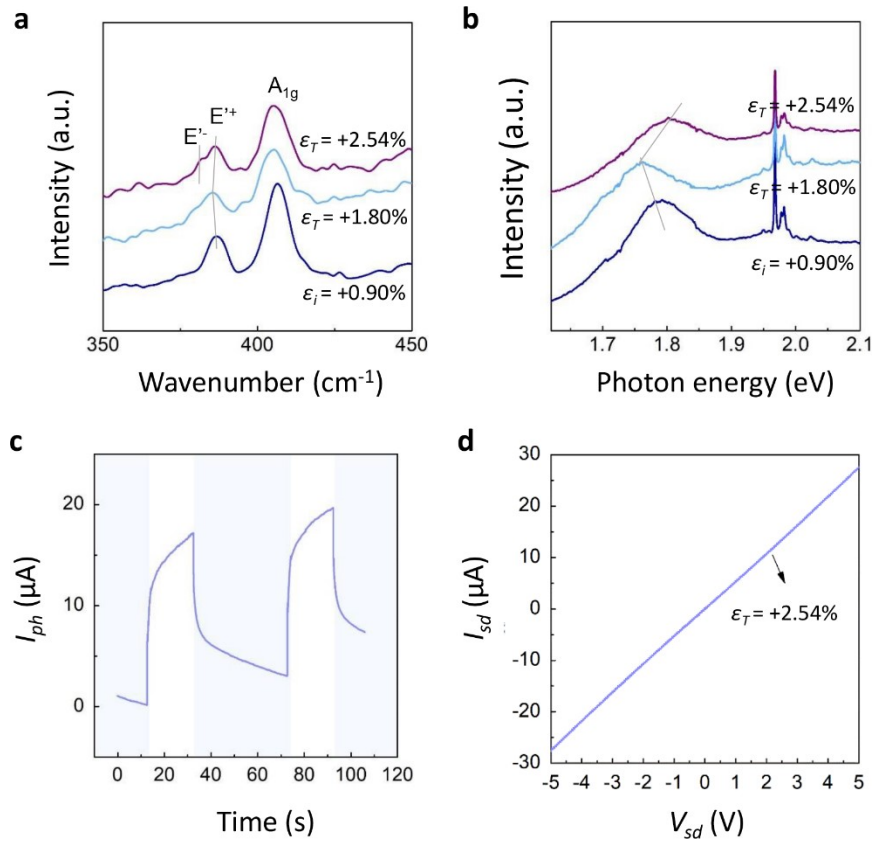 a
Intensity (a.u.)
E'-
E'+
A1g
εT = +2.54%
εT = +1.80%
εi = +0.90%
350
400
450
Wavenumber (cm-1)
b
Intensity (a.u.)
εT = +2.54%
εT = +1.80%
εi = +0.90%
1.7
1.8
1.9
2.0
2.1
Photon energy (eV)
c
Iph (µA)
20
10
0
0
20
40
60
80
100
120
Time (s)
d
Isd (µA)
30
20
10
0
-10
-20
-30
εT = +2.54%
-5
-4
-3
-2
-1
0
1
2
3
4
5
Vsd (V)